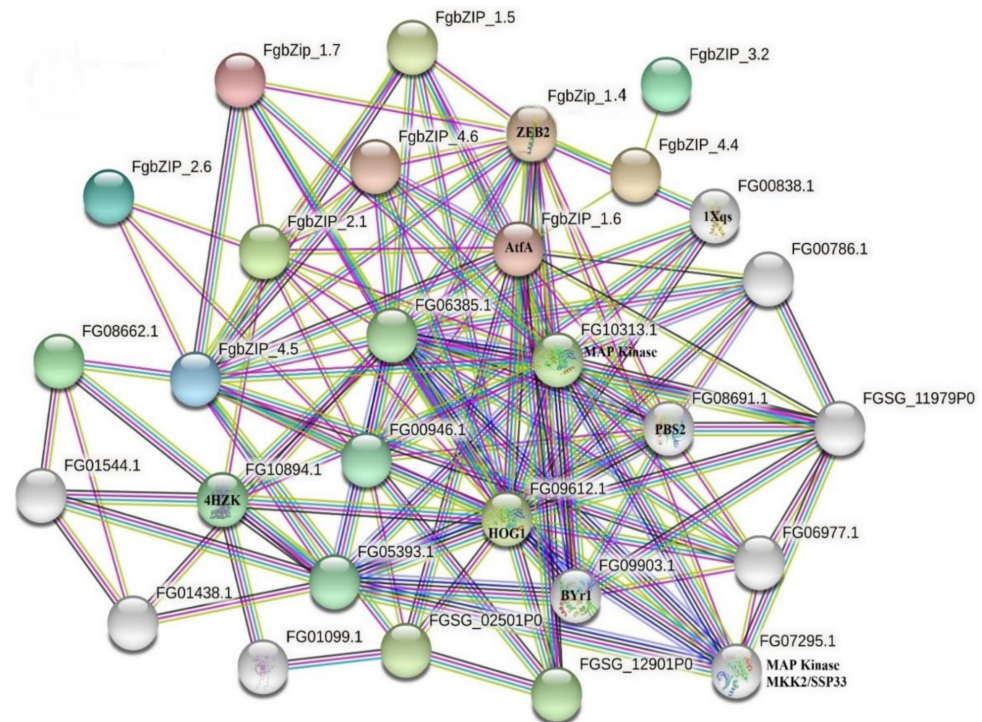 FgbZIP_1.5
FgbZip_1.7
FgbZIP_3.2
FgbZip_1.4
ZEB2
FgbZIP_4.6
FgbZIP_4.4
FgbZIP_2.6
FG00838.1
1Xqs
FgbZIP_2.1
FgbZIP_1.6
AtfA
FG00786.1
FG06385.1
FG10313.1
MAP Kinase
FG08662.1
FgbZIP_4.5
FG08691.1
PBS2
FGSG_11979P0
FG00946.1
FG01544.1
FG10894.1
4HZK
FG09612.1
HOG1
FG06977.1
FG05393.1
FG09903.1
BYr1
FG01438.1
FGSG_02501P0
FG01099.1
FG07295.1
FGSG_12901P0
MAP Kinase
MKK2/SSP33